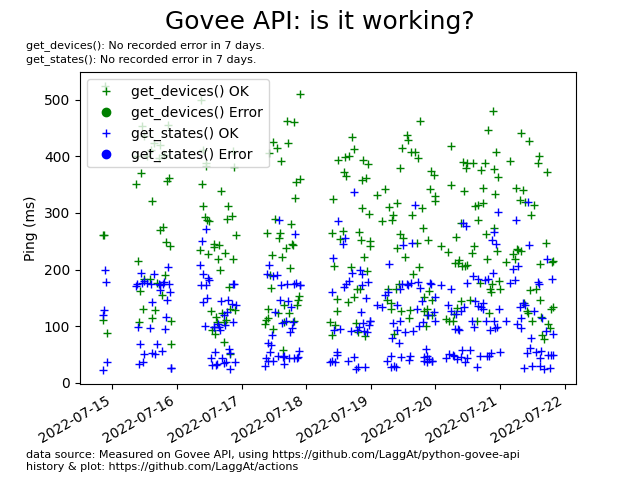 Govee API: is it working?
get_devices(): No recorded error in 7 days.
get_states(): No recorded error in 7 days.
get_devices() OK
get_devices() Error
get_states() OK
get_states() Error
Ping (ms)
500
400
300
200
100
0
2022-07-15
2022-07-16
2022-07-17
2022-07-18
2022-07-19
2022-07-20
2022-07-21
2022-07-22
data source: Measured on Govee API, using https://github.com/LaggAt/python-govee-api
history & plot: https://github.com/LaggAt/actions